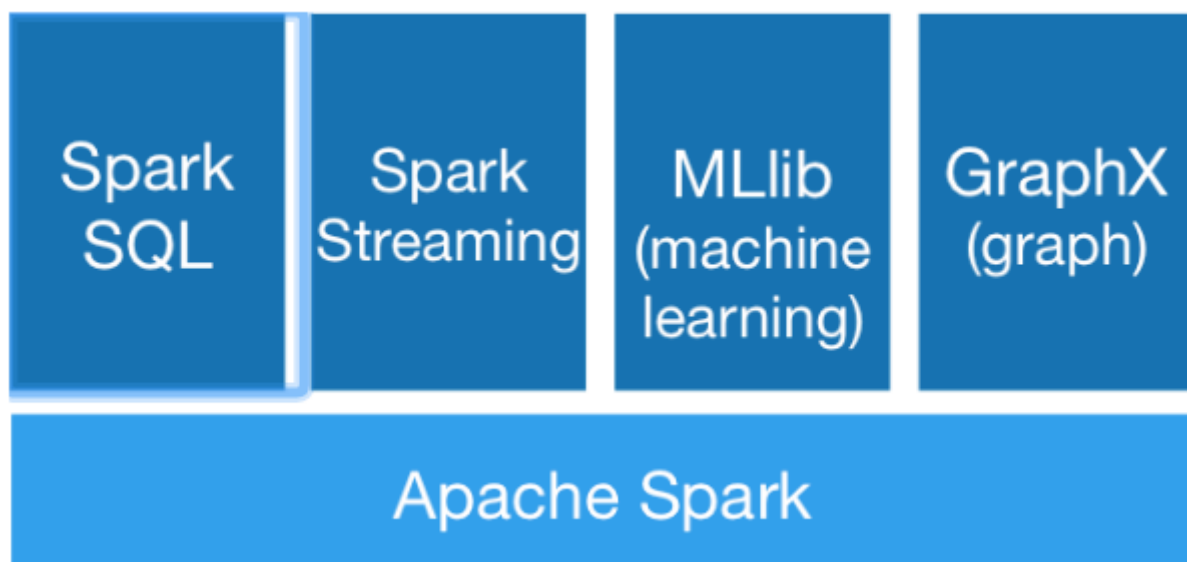 Spark
SQL
Spark
Streaming
MLlib
(machine
learning)
GraphX
(graph)
Apache Spark